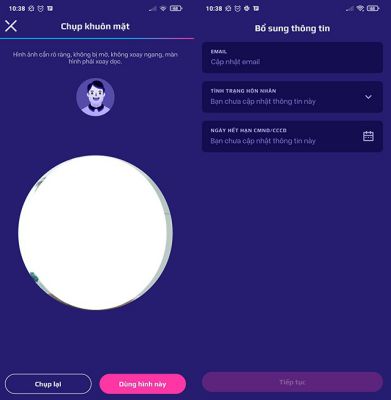 10:38
Chụp khuôn mặt
Hình ảnh cần rõ ràng, không bị mờ, không xoay ngang, màn
hình phải xoay dọc.
Chụp lại
Dùng hình này
10:38
Bổ sung thông tin
EMAIL
Cập nhật email
TÌNH TRẠNG HÔN NHÂN
Bạn chưa cập nhật thông tin này
NGÀY HẾT HẠN CMND/CCCD
Bạn chưa cập nhật thông tin này
Tiếp tục